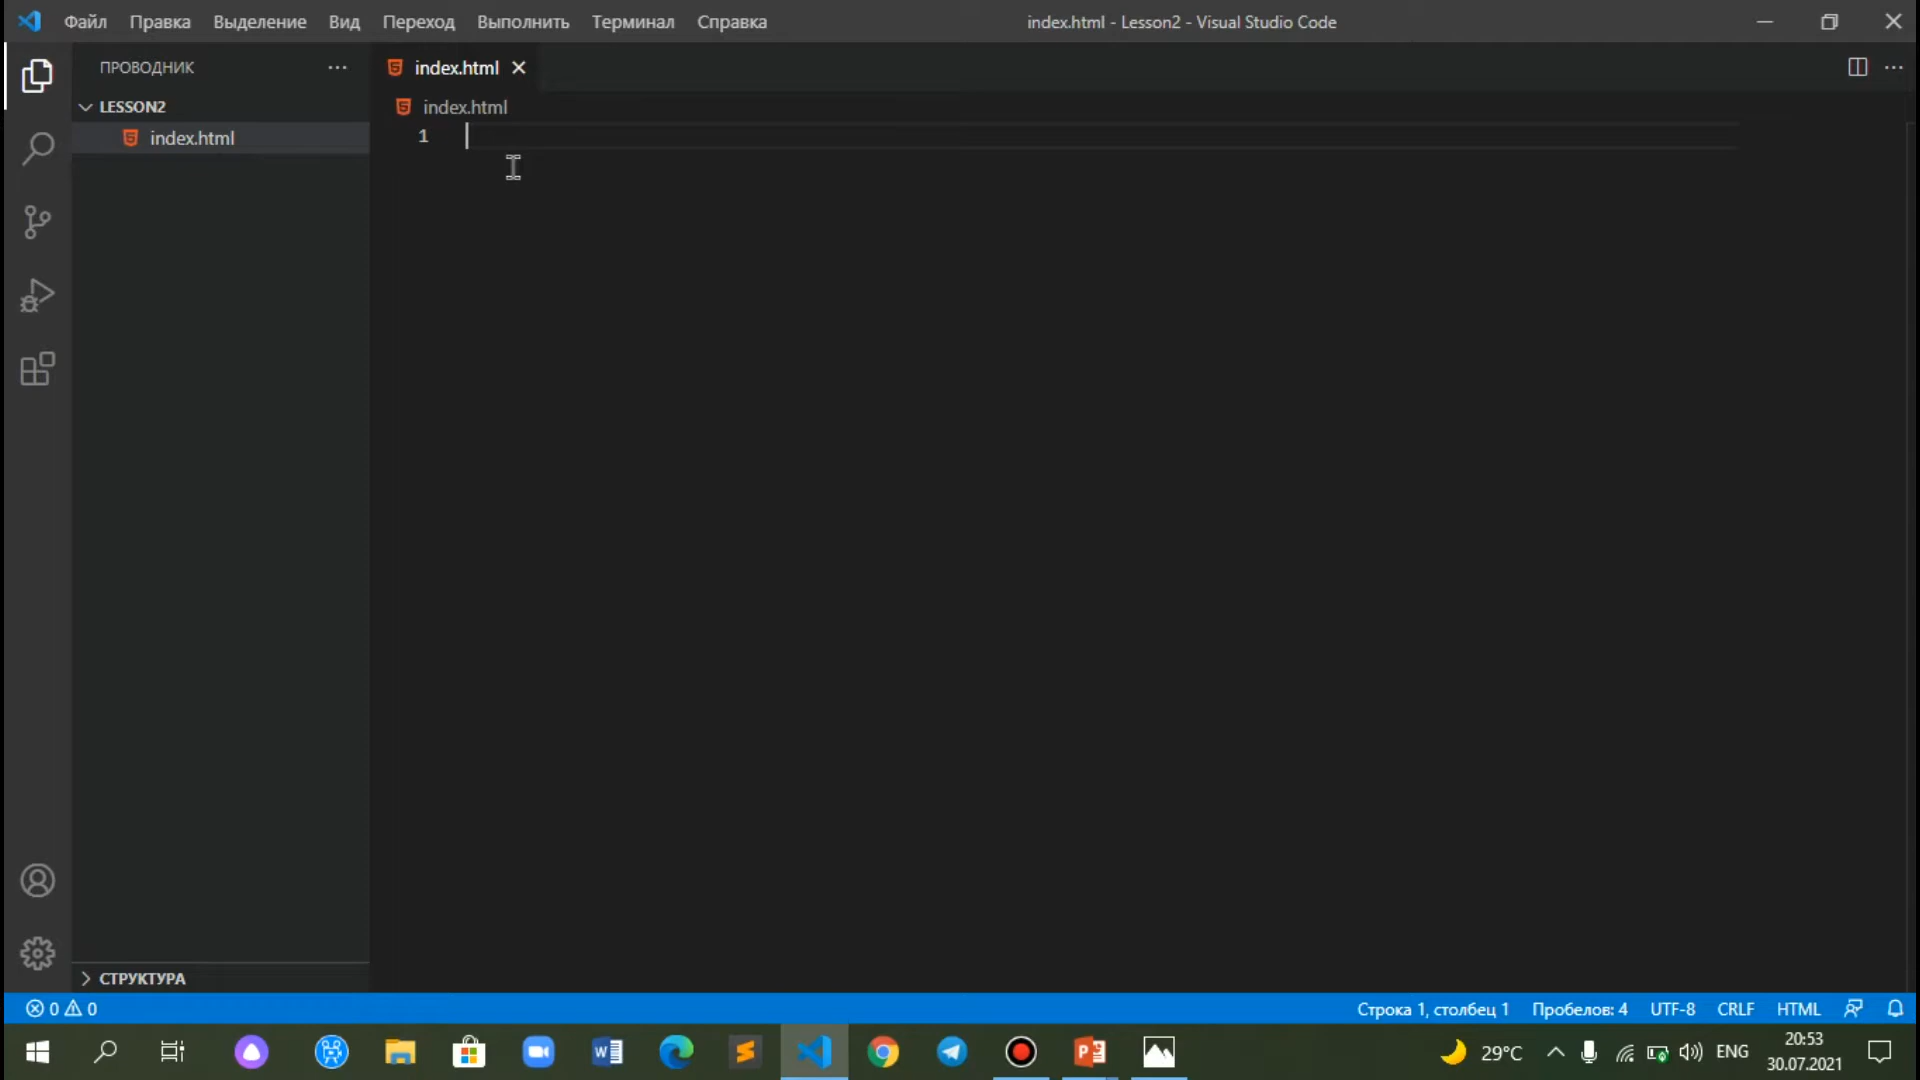 Файл Правка Выделение Вид Переход Выполнить Терминал Справка index.html - Lesson2 - Visual Studio Code
ПРОВОДНИК
index.html
LESSON2
index.html
index.html
1
СТРУКТУРА
0 0
Строка 1, столбец 1 Пробелов: 4 UTF-8 CRLF HTML
29°C ENG
20:53
30.07.2021